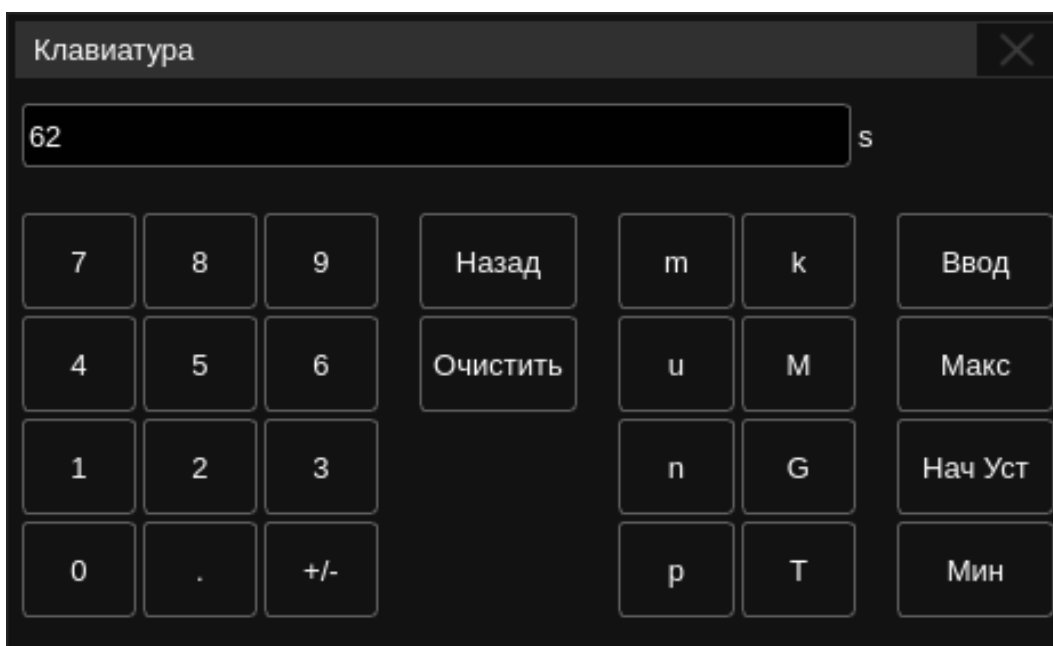 Клавиатура
62 s
7 8 9 Назад m k Ввод
4 5 6 Очистить u M Макс
1 2 3 n G Нач Уст
0 . +/- p T Мин